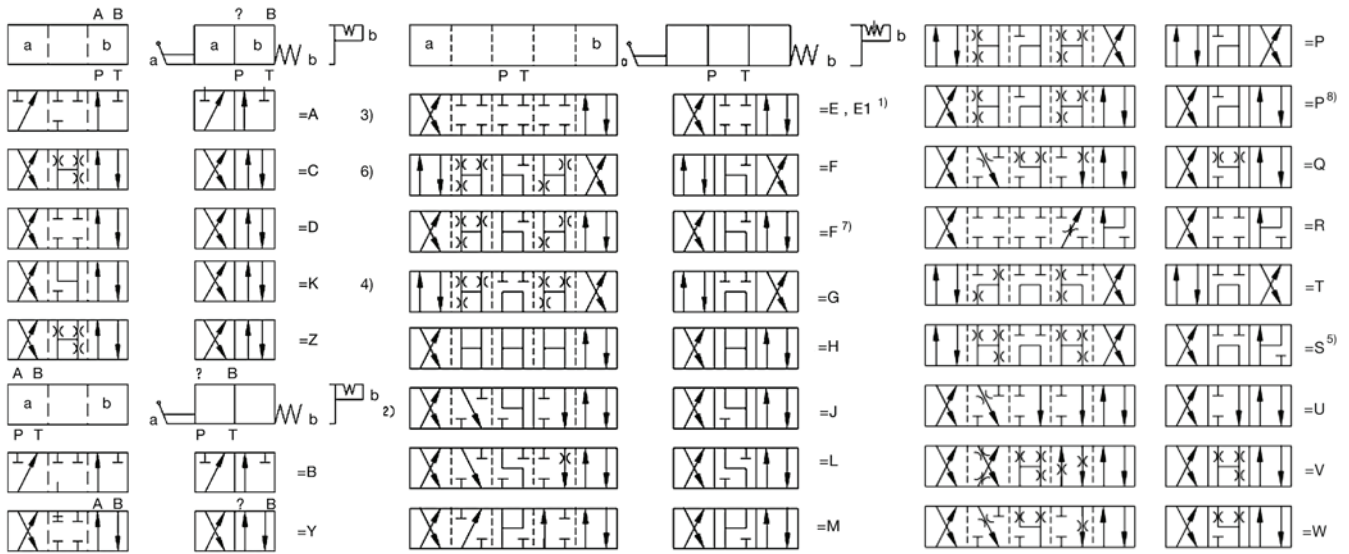 A B
? B
W b
a b
a a b b
P T
P T
=A
=C
=D
=K
=Z
A B
? B
W b
a b
a b
P T
P T
=B
A B
? B
=Y
3)
6)
4)
2)
W b
a b
b
P T
P T
=E , E1 1)
=F
=F 7)
=G
=H
=J
=L
=M
=P
=P 8)
=Q
=R
=T
=S 5)
=U
=V
=W